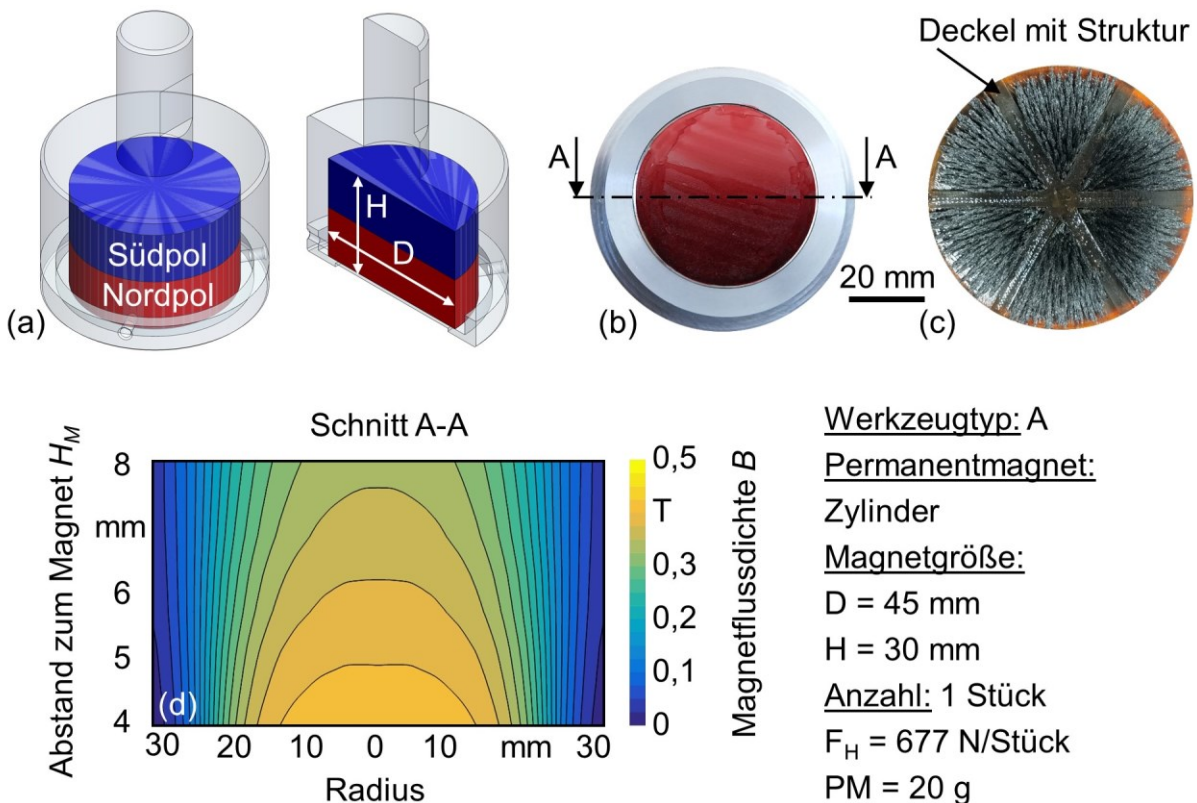 Südpol
Nordpol
(a)
H
D
A
A
(b)
20 mm
Deckel mit Struktur
(c)
Schnitt A-A
Abstand zum Magnet H_M
8
mm
6
5
4
(d)
30 20 10 0 10 mm 30
Radius
0,5
T
0,3
0,2
0,1
0
Magnetflussdichte B
Werkzeugtyp: A
Permanentmagnet:
Zylinder
Magnetgröße:
D = 45 mm
H = 30 mm
Anzahl: 1 Stück
F_H = 677 N/Stück
PM = 20 g